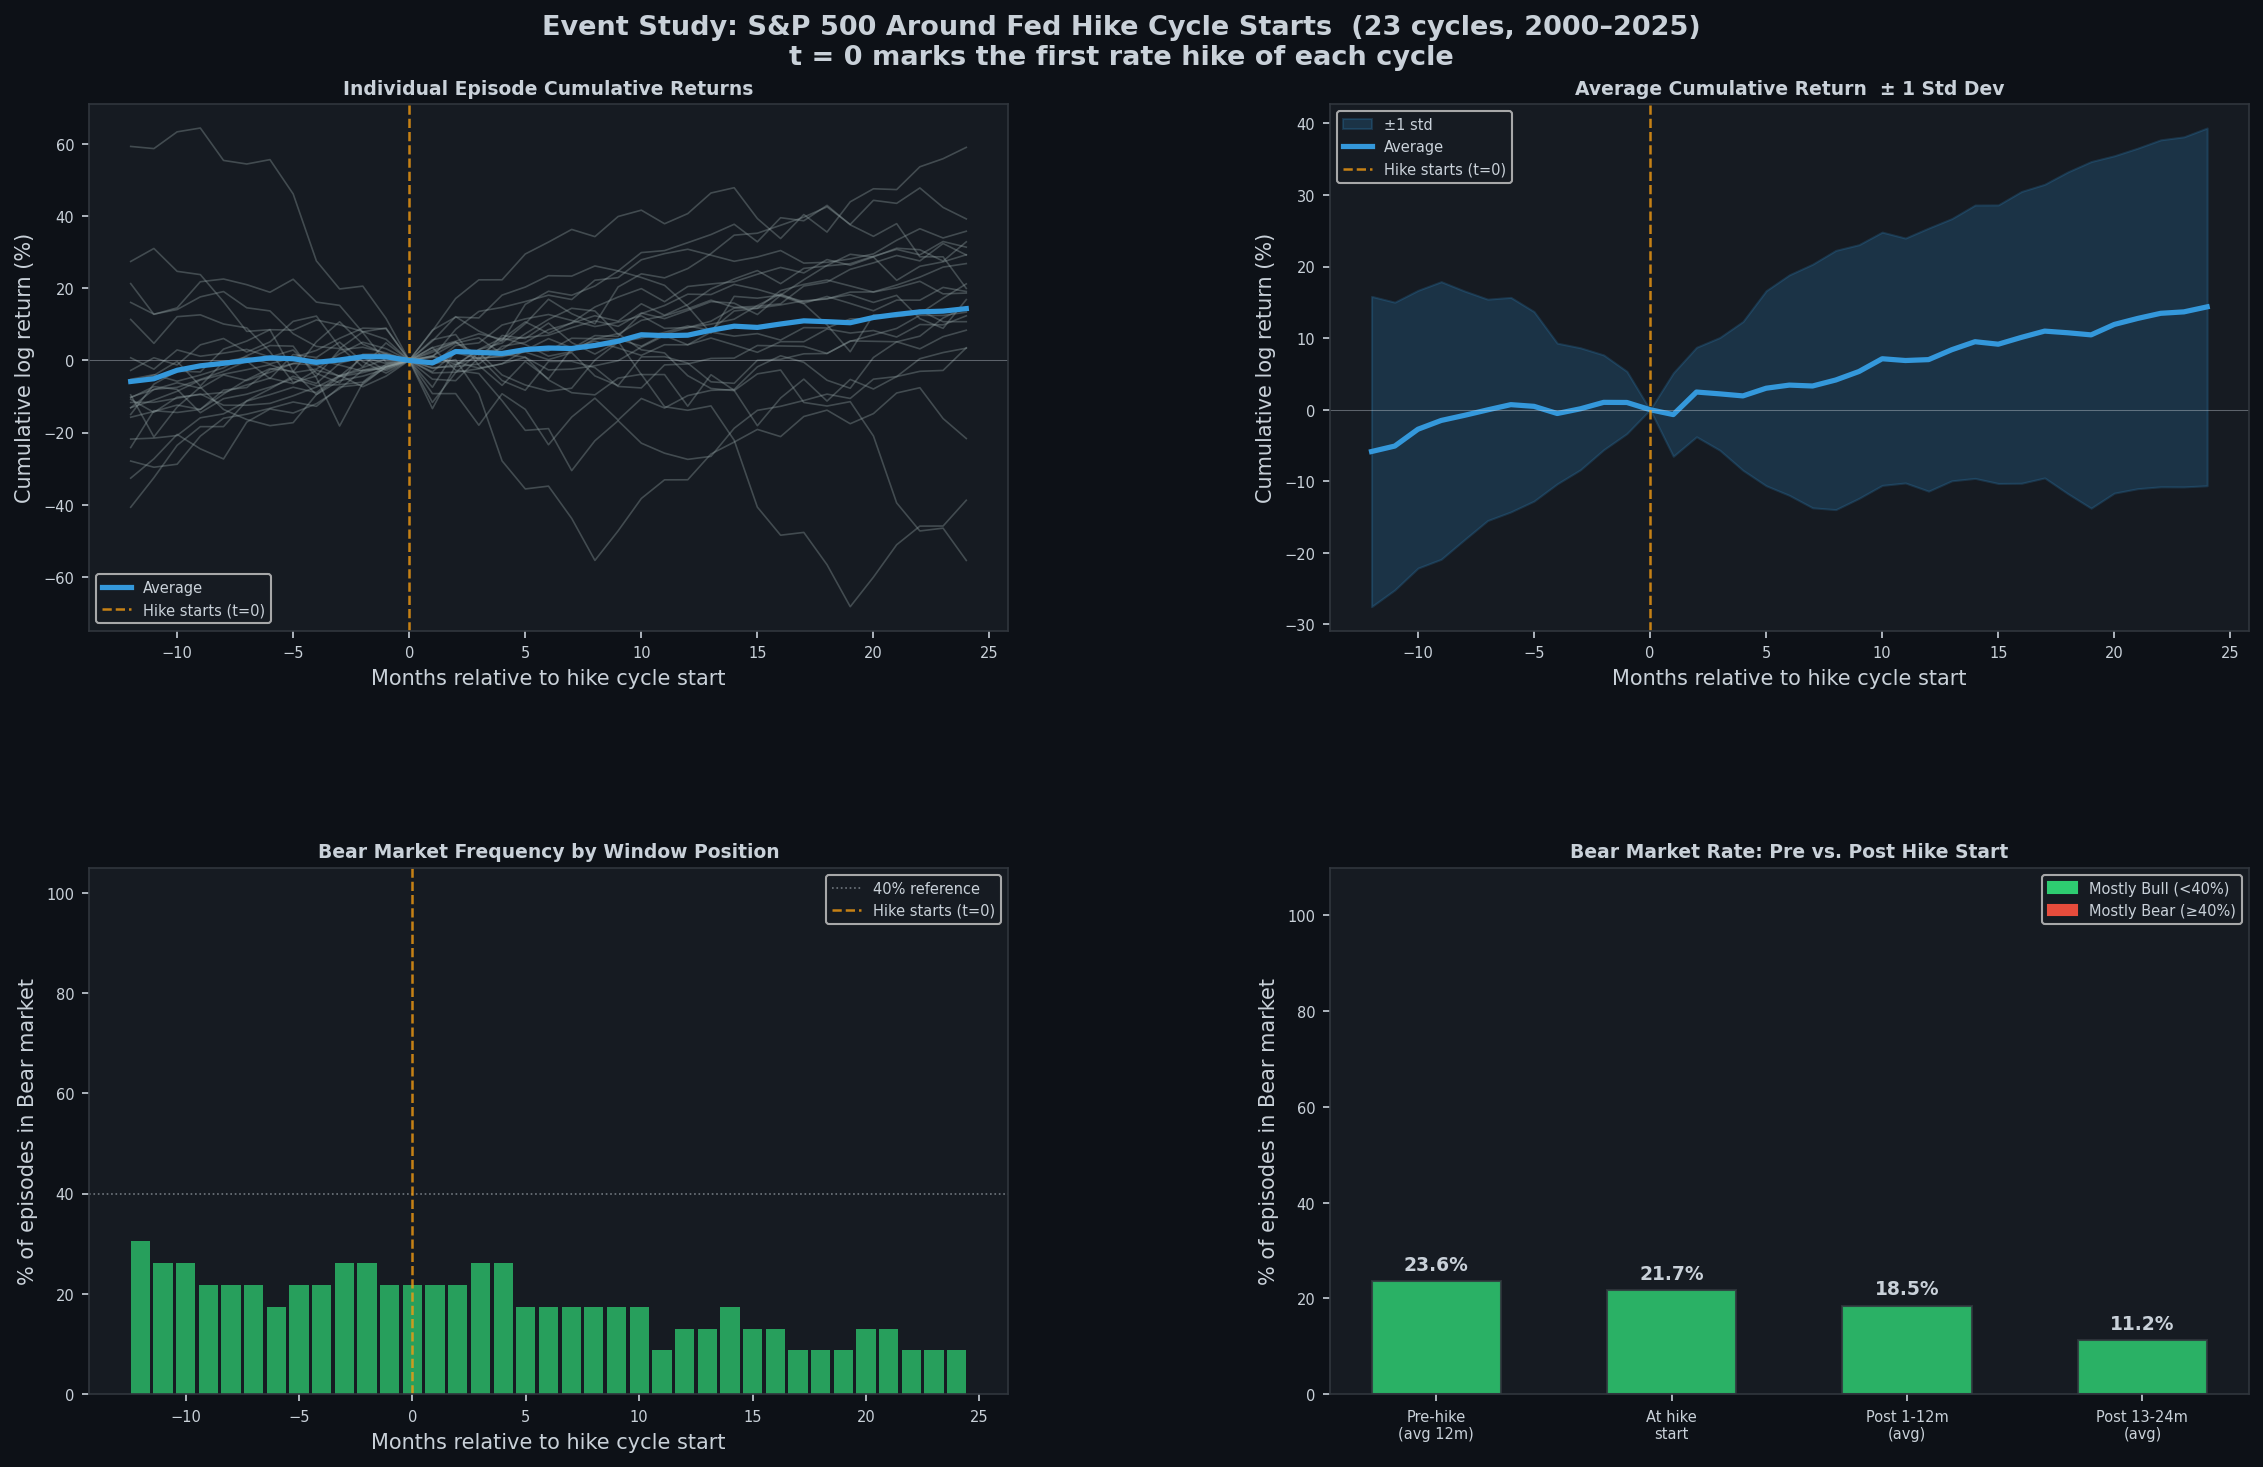 Event Study: S&P 500 Around Fed Hike Cycle Starts  (23 cycles, 2000–2025)
t = 0 marks the first rate hike of each cycle
Individual Episode Cumulative Returns
Cumulative log return (%)
60
40
20
0
−20
−40
−60
Average
Hike starts (t=0)
−10
−5
0
5
10
15
20
25
Months relative to hike cycle start
Average Cumulative Return  ± 1 Std Dev
Cumulative log return (%)
40
30
20
10
0
−10
−20
−30
±1 std
Average
Hike starts (t=0)
−10
−5
0
5
10
15
20
25
Months relative to hike cycle start
Bear Market Frequency by Window Position
% of episodes in Bear market
100
80
60
40
20
0
40% reference
Hike starts (t=0)
−10
−5
0
5
10
15
20
25
Months relative to hike cycle start
Bear Market Rate: Pre vs. Post Hike Start
% of episodes in Bear market
100
80
60
40
20
0
Mostly Bull (<40%)
Mostly Bear (≥40%)
23.6%
21.7%
18.5%
11.2%
Pre-hike
(avg 12m)
At hike
start
Post 1-12m
(avg)
Post 13-24m
(avg)